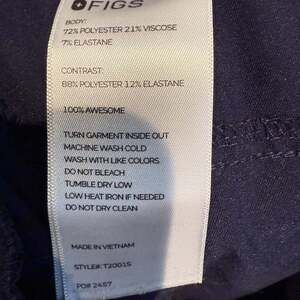 FIGS
BODY:
72% POLYESTER 21% VISCOSE
7% ELASTANE
CONTRAST:
88% POLYESTER 12% ELASTANE
100% AWESOME
TURN GARMENT INSIDE OUT
MACHINE WASH COLD
WASH WITH LIKE COLORS
DO NOT BLEACH
TUMBLE DRY LOW
LOW HEAT IRON IF NEEDED
DO NOT DRY CLEAN
MADE IN VIETNAM
STYLE#: T2001S
PO# 2457